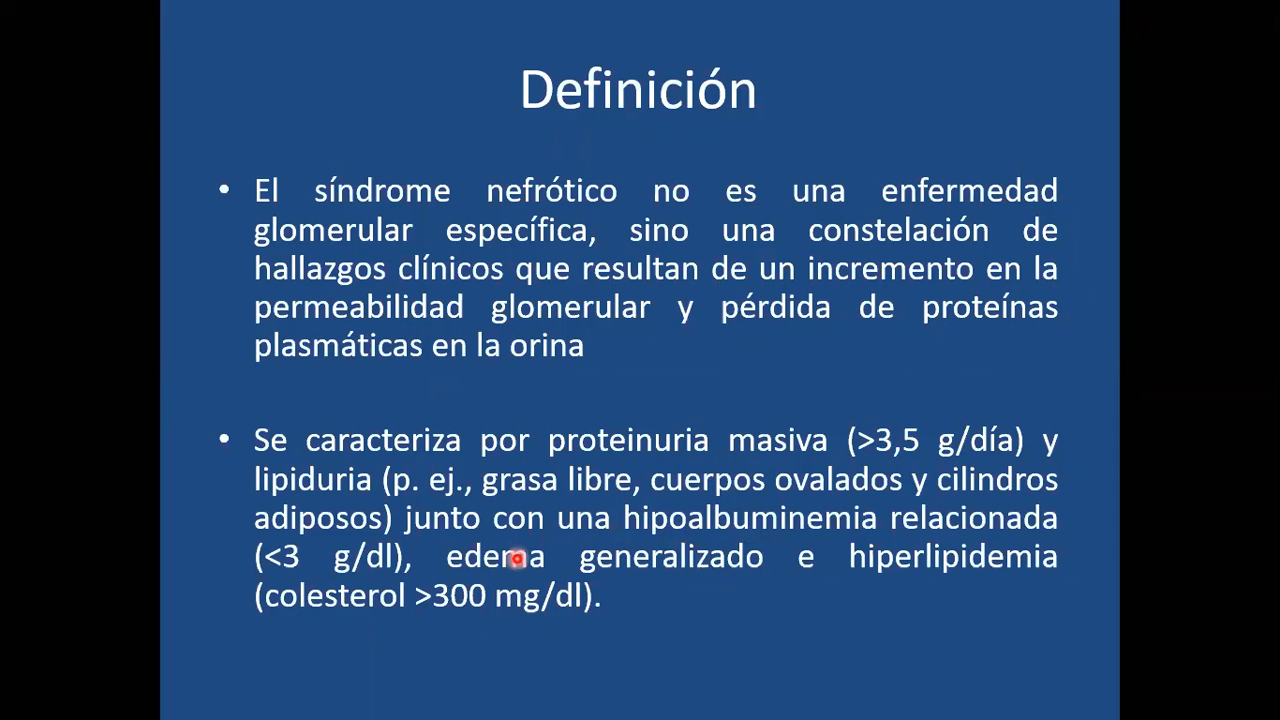 Definición
• El síndrome nefrótico no es una enfermedad
glomerular específica, sino una constelación de
hallazgos clínicos que resultan de un incremento en la
permeabilidad glomerular y pérdida de proteínas
plasmáticas en la orina
• Se caracteriza por proteinuria masiva (>3,5 g/día) y
lipiduria (p. ej., grasa libre, cuerpos ovalados y cilindros
adiposos) junto con una hipoalbuminemia relacionada
(<3 g/dl), edema generalizado e hiperlipidemia
(colesterol >300 mg/dl).